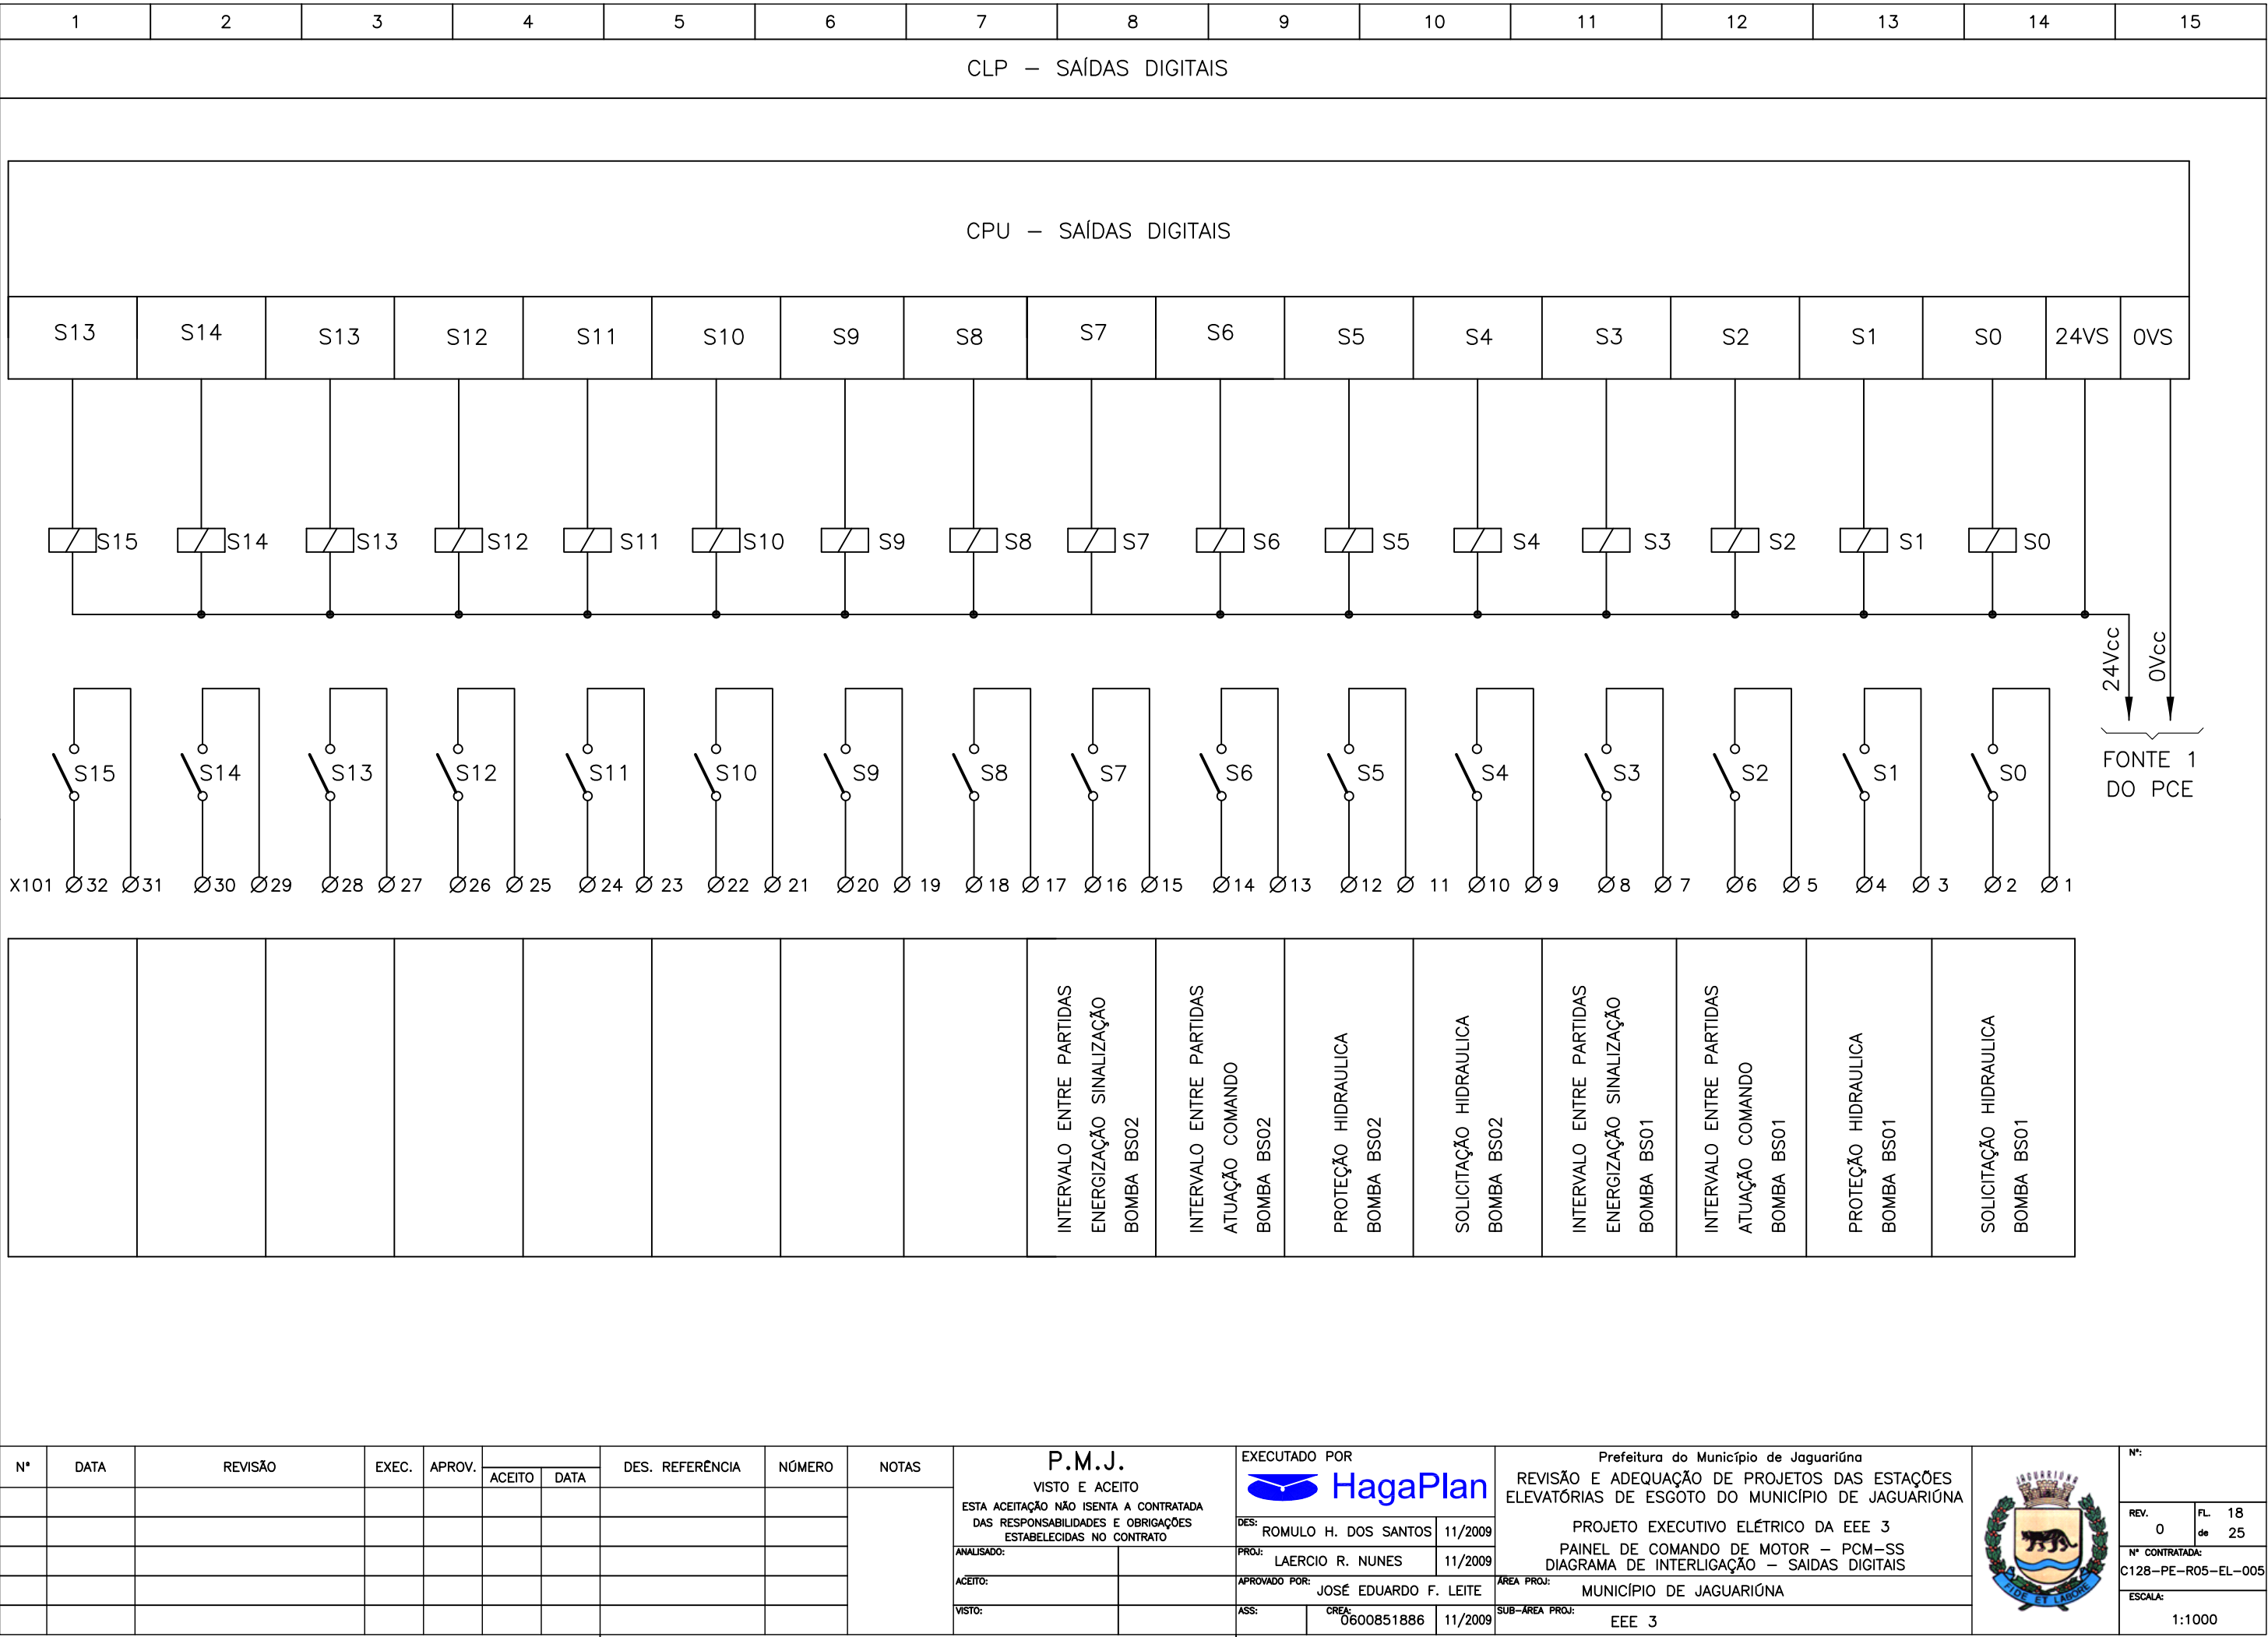 1 2 3 4 5 6 7 8 9 10 11 12 13 14 15
CLP – SAÍDAS DIGITAIS
CPU – SAÍDAS DIGITAIS
S13 S14 S13 S12 S11 S10 S9 S8 S7 S6 S5 S4 S3 S2 S1 S0 24VS 0VS
S15 S14 S13 S12 S11 S10 S9 S8 S7 S6 S5 S4 S3 S2 S1 S0
24Vcc
0Vcc
S15 S14 S13 S12 S11 S10 S9 S8 S7 S6 S5 S4 S3 S2 S1 S0
FONTE 1
DO PCE
X101 32 31 30 29 28 27 26 25 24 23 22 21 20 19 18 17 16 15 14 13 12 11 10 9 8 7 6 5 4 3 2 1
INTERVALO ENTRE PARTIDAS
ENERGIZAÇÃO SINALIZAÇÃO
BOMBA BS02
INTERVALO ENTRE PARTIDAS
ATUAÇÃO COMANDO
BOMBA BS02
PROTEÇÃO HIDRAULICA
BOMBA BS02
SOLICITAÇÃO HIDRAULICA
BOMBA BS02
INTERVALO ENTRE PARTIDAS
ENERGIZAÇÃO SINALIZAÇÃO
BOMBA BS01
INTERVALO ENTRE PARTIDAS
ATUAÇÃO COMANDO
BOMBA BS01
PROTEÇÃO HIDRAULICA
BOMBA BS01
SOLICITAÇÃO HIDRAULICA
BOMBA BS01
N° DATA REVISÃO EXEC. APROV. ACEITO DATA DES. REFERÊNCIA NÚMERO NOTAS
P.M.J.
VISTO E ACEITO
ESTA ACEITAÇÃO NÃO ISENTA A CONTRATADA
DAS RESPONSABILIDADES E OBRIGAÇÕES
ESTABELECIDAS NO CONTRATO
ANALISADO:
ACEITO:
VISTO:
EXECUTADO POR
HagaPlan
DES: ROMULO H. DOS SANTOS 11/2009
PROJ: LAERCIO R. NUNES 11/2009
APROVADO POR: JOSÉ EDUARDO F. LEITE
ASS: CREA: 0600851886 11/2009
Prefeitura do Município de Jaguariúna
REVISÃO E ADEQUAÇÃO DE PROJETOS DAS ESTAÇÕES
ELEVATÓRIAS DE ESGOTO DO MUNICÍPIO DE JAGUARIÚNA
PROJETO EXECUTIVO ELÉTRICO DA EEE 3
PAINEL DE COMANDO DE MOTOR – PCM–SS
DIAGRAMA DE INTERLIGAÇÃO – SAIDAS DIGITAIS
ÁREA PROJ: MUNICÍPIO DE JAGUARIÚNA
SUB–ÁREA PROJ: EEE 3
JAGUARIÚNA
FIDE ET LABORE
N°:
REV. 0
FL. 18
de 25
N° CONTRATADA:
C128–PE–R05–EL–005
ESCALA:
1:1000